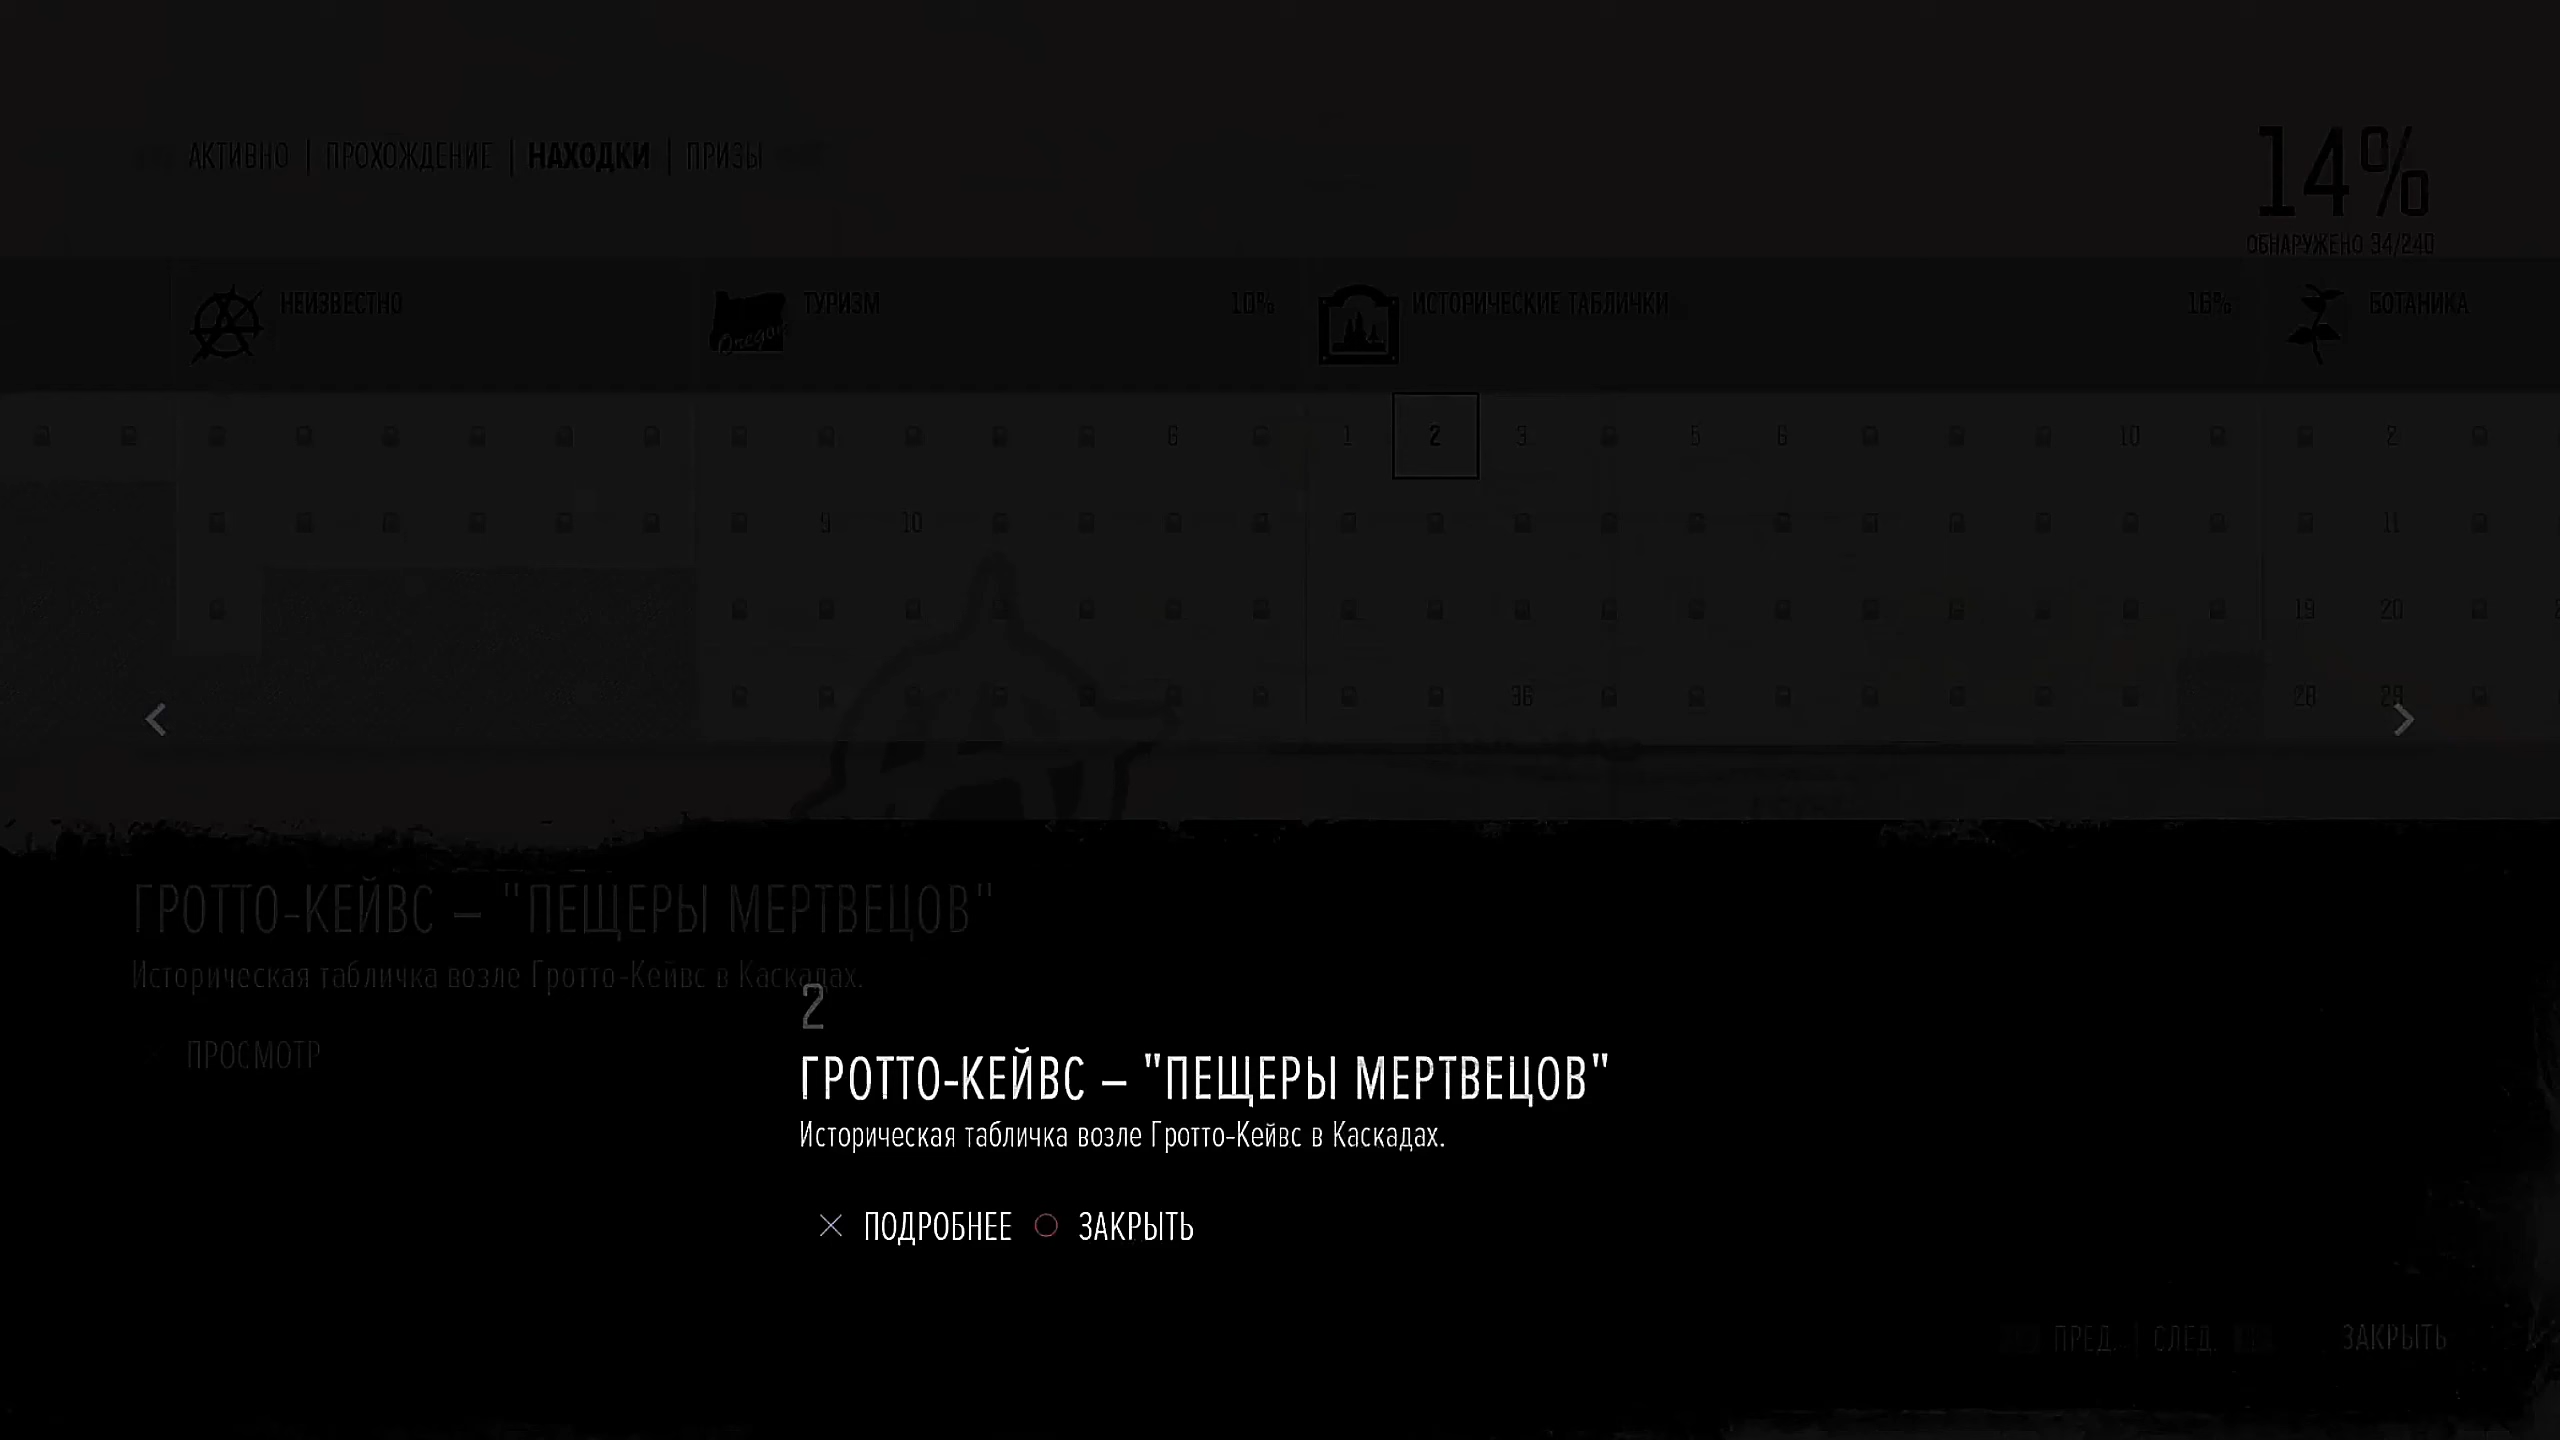 АКТИВНО | ПРОХОЖДЕНИЕ | НАХОДКИ | ПРИЗЫ
14%
ОБНАРУЖЕНО 34/240
НЕИЗВЕСТНО
ТУРИЗМ 10%
Oregon
ИСТОРИЧЕСКИЕ ТАБЛИЧКИ 16%
БОТАНИКА
6 1 2 3 5 6 10 2
9 10 11
19 20
36 28 29
ГРОТТО-КЕЙВС – "ПЕЩЕРЫ МЕРТВЕЦОВ"
Историческая табличка возле Гротто-Кейвс в Каскадах.
ПРОСМОТР
2
ГРОТТО-КЕЙВС – "ПЕЩЕРЫ МЕРТВЕЦОВ"
Историческая табличка возле Гротто-Кейвс в Каскадах.
ПОДРОБНЕЕ ЗАКРЫТЬ
ПРЕД. | СЛЕД. ЗАКРЫТЬ